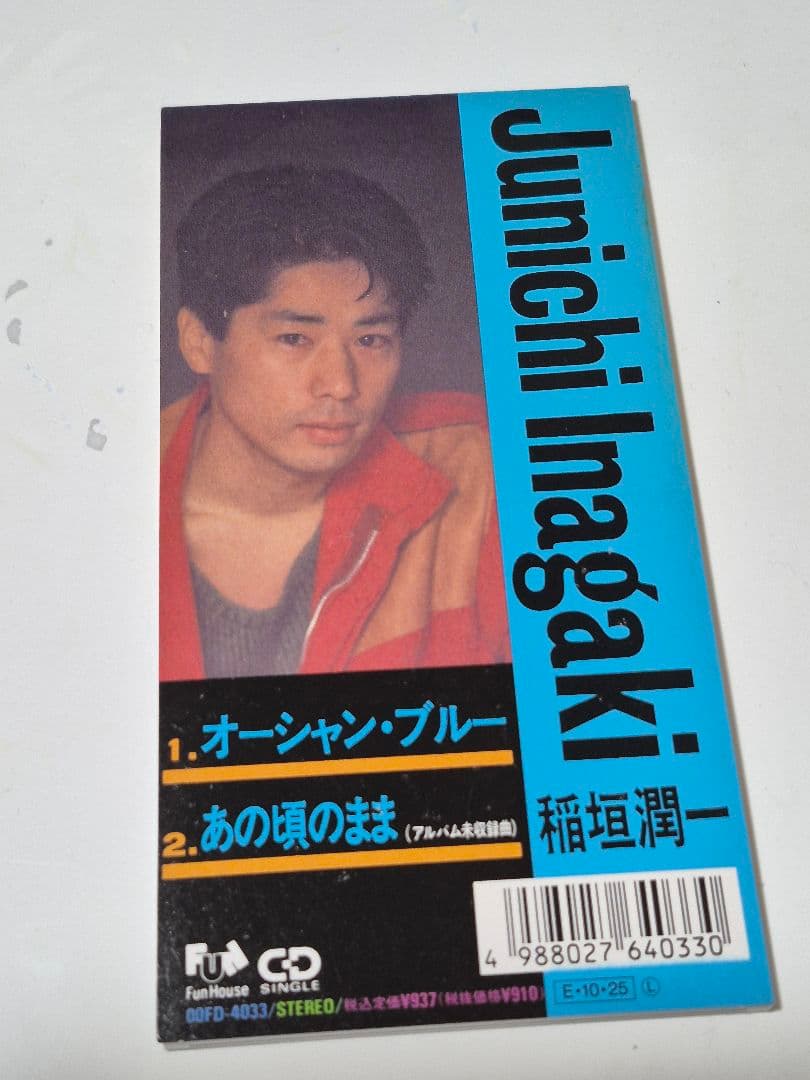 Junichi Inagaki
稲垣潤一
1.オーシャン・ブルー
2.あの頃のまま(アルバム未収録曲)
4 988027 640330
Fun House
CD SINGLE
00FD-4033/STEREO/税込定価¥937(税抜価格¥910)
E・10・25 Ⓛ